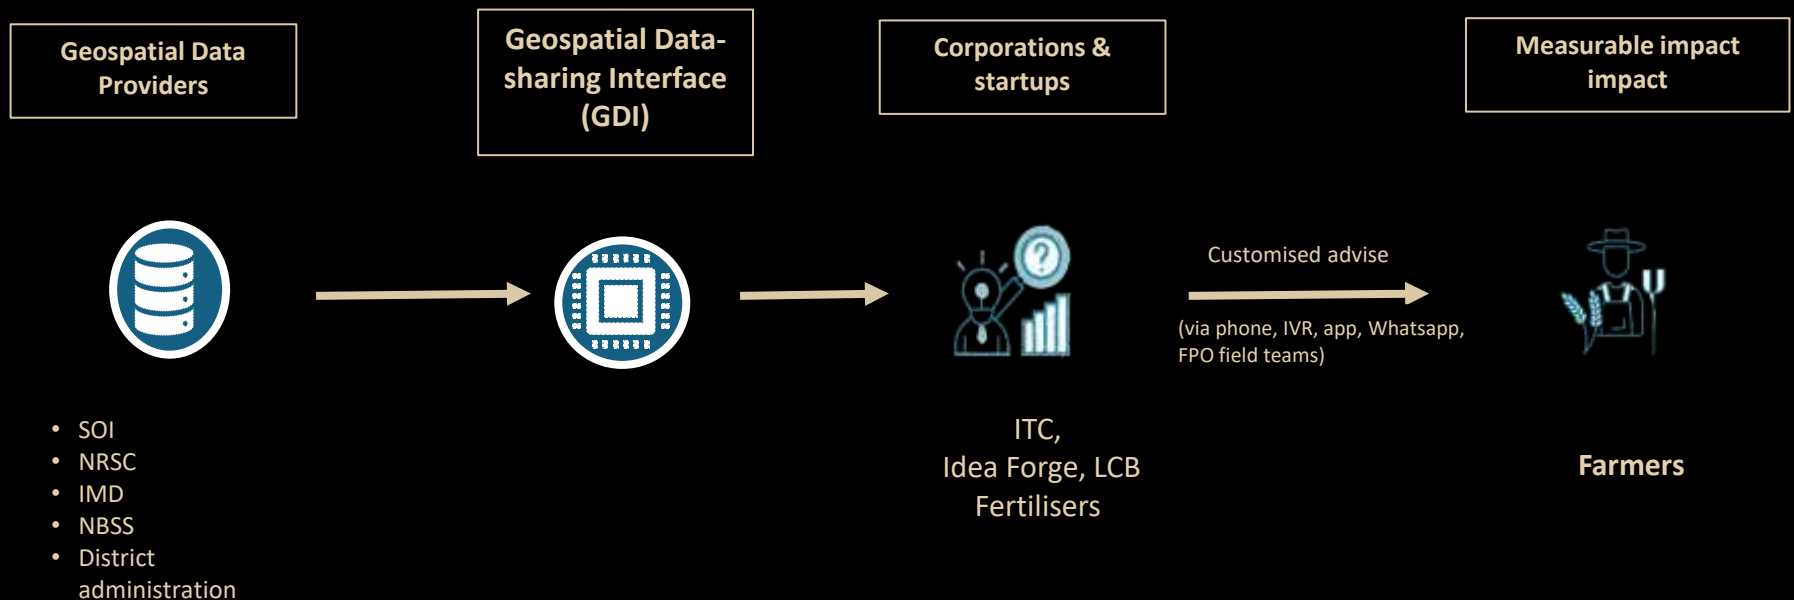 Geospatial Data
Providers
Geospatial Data-
sharing Interface
(GDI)
Corporations &
startups
Measurable impact
impact
Customised advise
(via phone, IVR, app, Whatsapp,
FPO field teams)
• SOI
• NRSC
• IMD
• NBSS
• District
administration
ITC,
Idea Forge, LCB
Fertilisers
Farmers